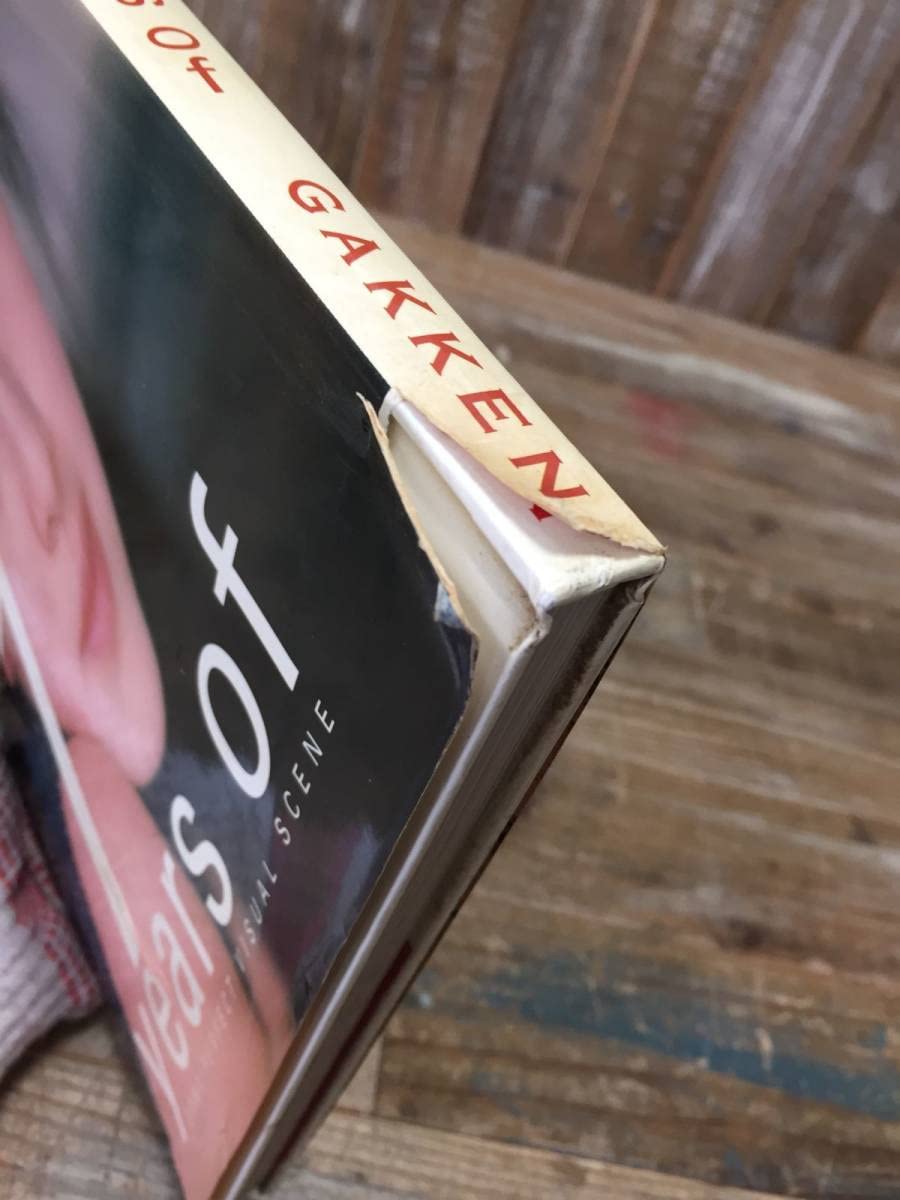 s Of GAKKEN.
years of
VISUAL SCENE